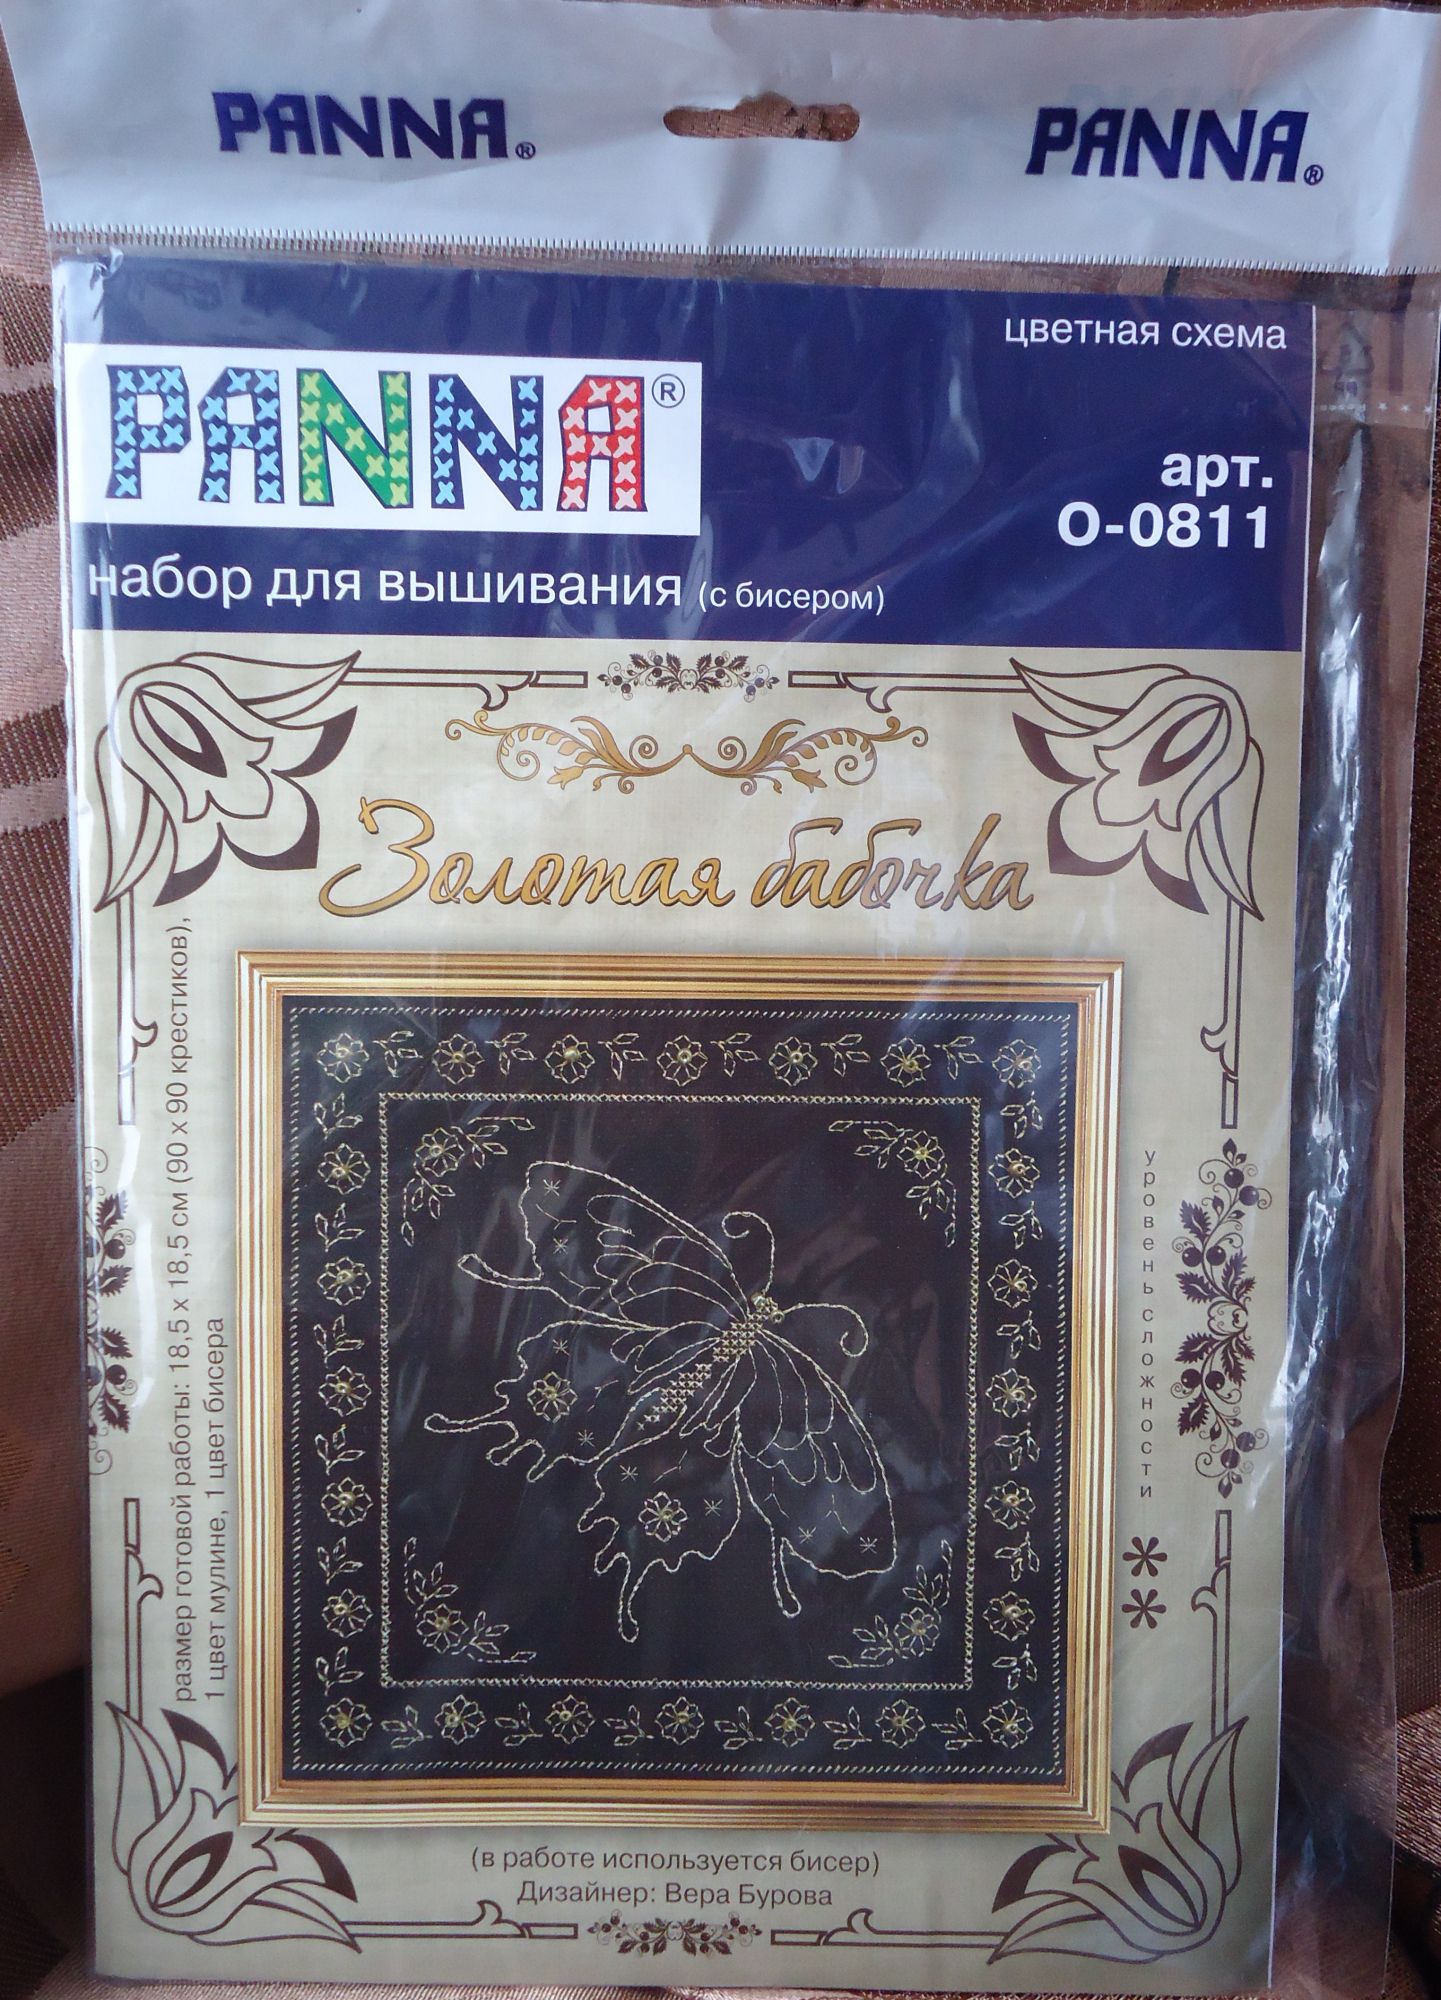 PANNA®
PANNA®
цветная схема
PANNA®
арт.
О-0811
набор для вышивания (с бисером)
Золотая бабочка
размер готовой работы: 18,5 х 18,5 см (90 х 90 крестиков),
1 цвет мулине, 1 цвет бисера
уровень сложности
**
(в работе используется бисер)
Дизайнер: Вера Бурова